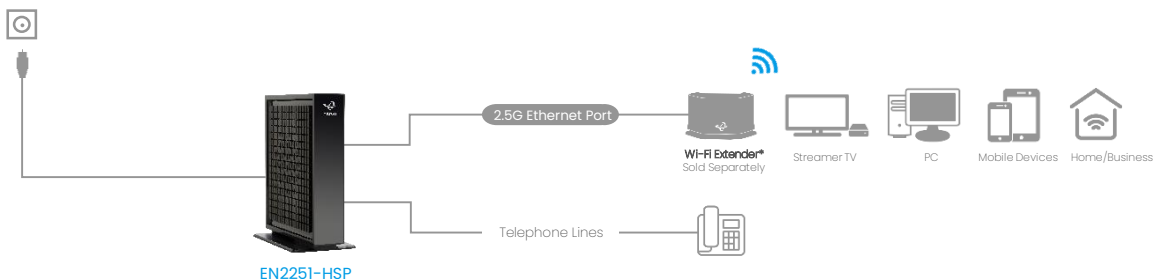 2.5G Ethernet Port
Wi-Fi Extender*
Sold Separately
Streamer TV
PC
Mobile Devices
Home/Business
Telephone Lines
EN2251-HSP